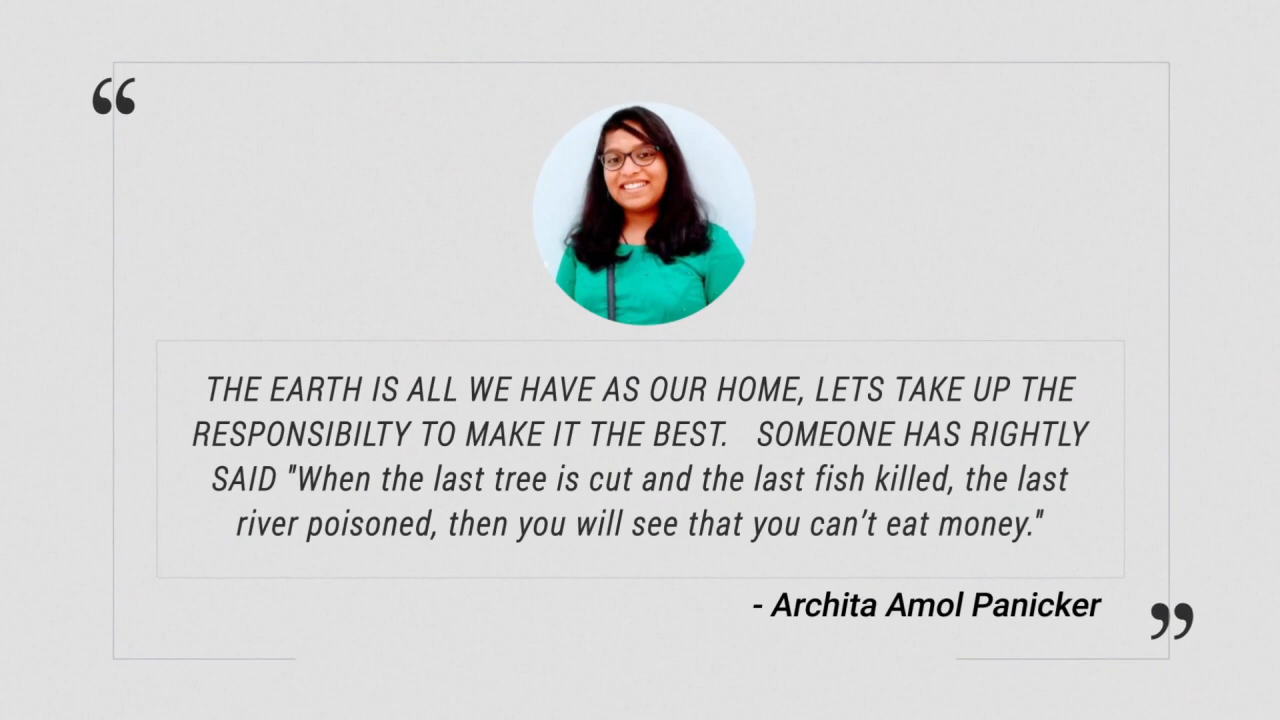 “
THE EARTH IS ALL WE HAVE AS OUR HOME, LETS TAKE UP THE
RESPONSIBILTY TO MAKE IT THE BEST.   SOMEONE HAS RIGHTLY
SAID "When the last tree is cut and the last fish killed, the last
river poisoned, then you will see that you can’t eat money."
- Archita Amol Panicker
”